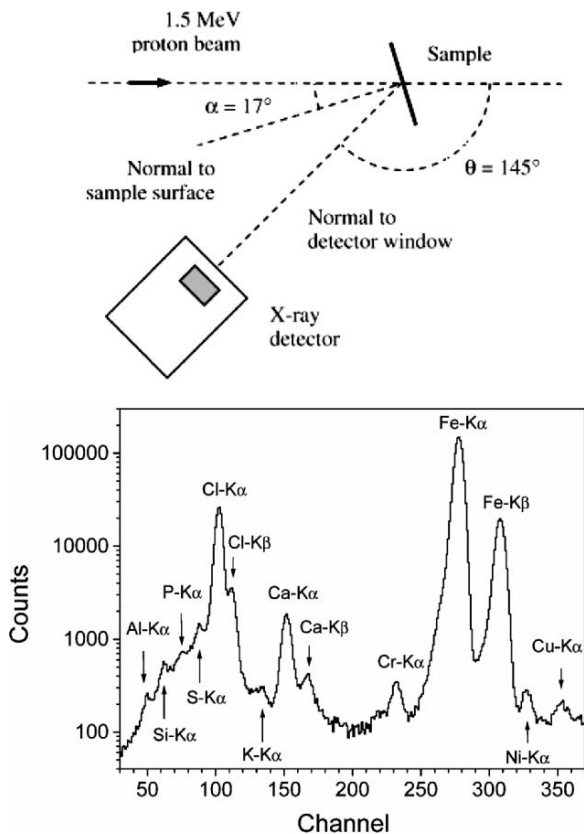 1.5 MeV
proton beam
Sample
α = 17°
Normal to
sample surface
θ = 145°
Normal to
detector window
X-ray
detector
Fe-Kα
100000
Cl-Kα
Fe-Kβ
10000
Cl-Kβ
P-Kα
Ca-Kα
Al-Kα
Ca-Kβ
1000
Cr-Kα
Cu-Kα
S-Kα
Si-Kα
K-Kα
Ni-Kα
100
Counts
50 100 150 200 250 300 350
Channel